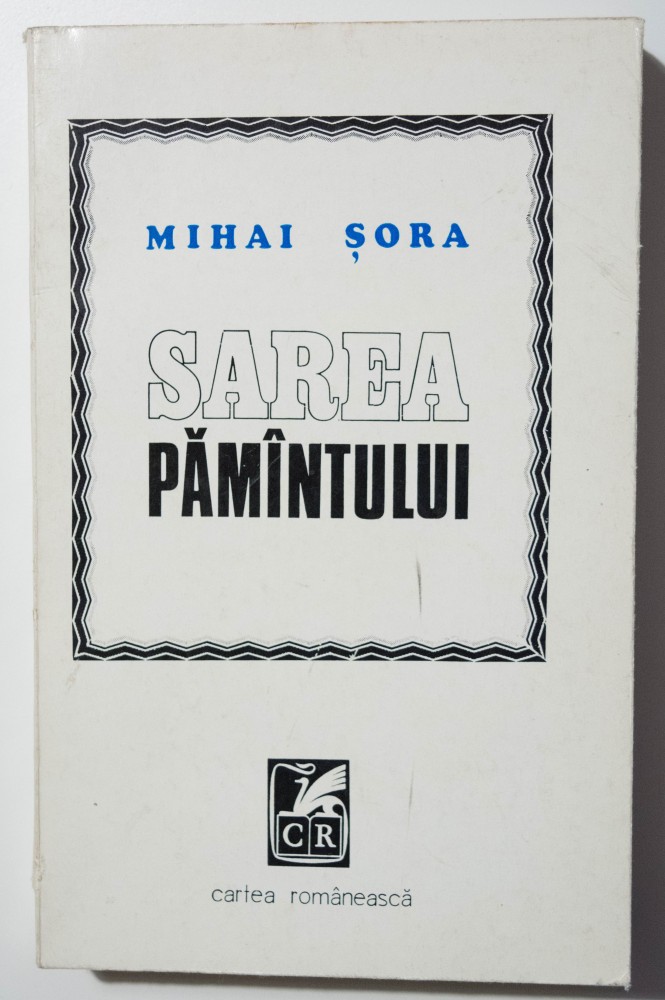 MIHAI ȘORA
SAREA
PĂMÎNTULUI
CR
cartea românească